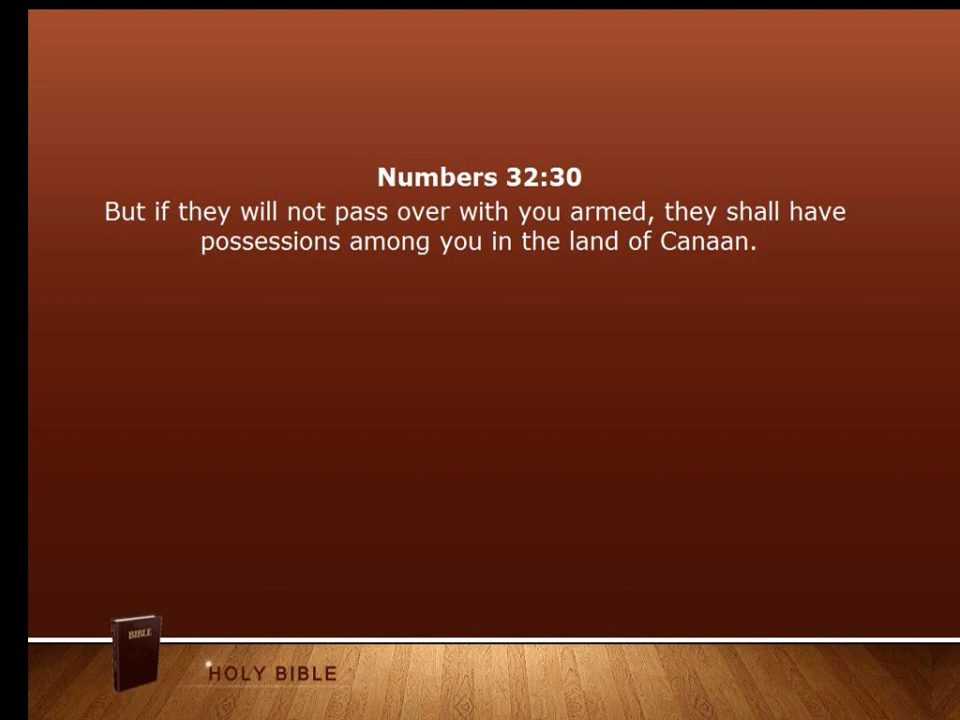 Numbers 32:30
But if they will not pass over with you armed, they shall have
possessions among you in the land of Canaan.
BIBLE
HOLY BIBLE